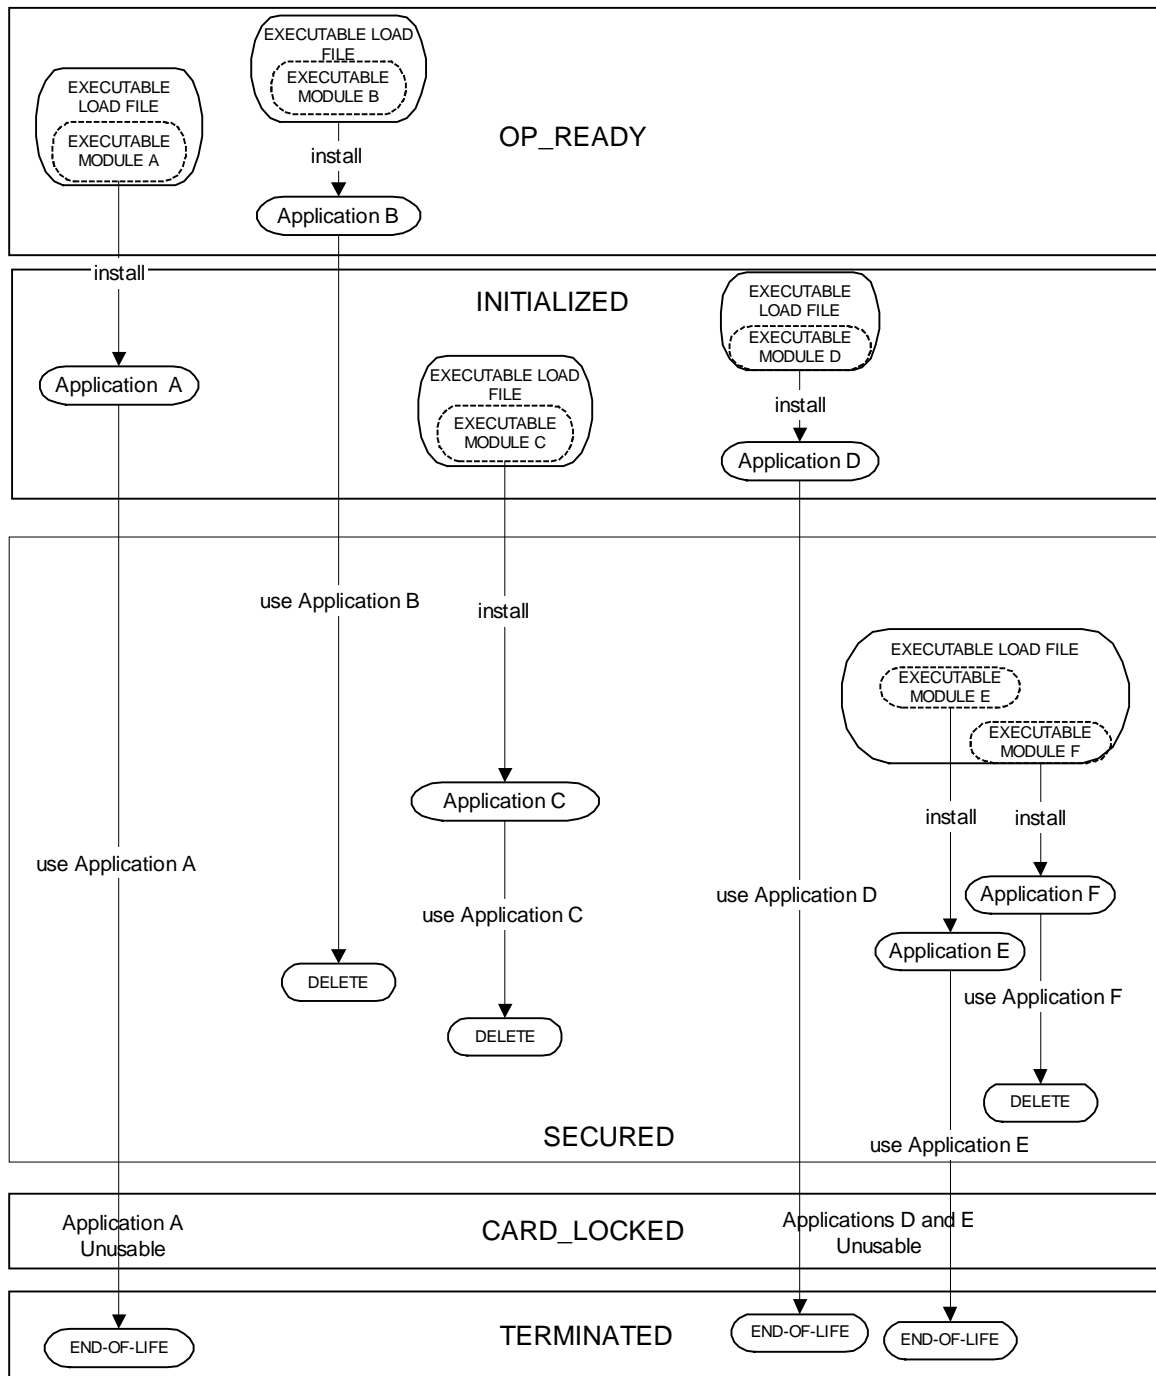 EXECUTABLE LOAD
FILE
EXECUTABLE
MODULE B
EXECUTABLE
LOAD FILE
EXECUTABLE
MODULE A
OP_READY
install
Application B
install
INITIALIZED
EXECUTABLE
LOAD FILE
EXECUTABLE
MODULE D
Application A
EXECUTABLE LOAD
FILE
EXECUTABLE
MODULE C
install
Application D
use Application B
install
EXECUTABLE LOAD FILE
EXECUTABLE
MODULE E
EXECUTABLE
MODULE F
Application C
install
install
use Application A
use Application D
Application F
use Application C
Application E
DELETE
use Application F
DELETE
DELETE
SECURED
use Application E
Application A
Unusable
CARD_LOCKED
Applications D and E
Unusable
TERMINATED
END-OF-LIFE
END-OF-LIFE
END-OF-LIFE